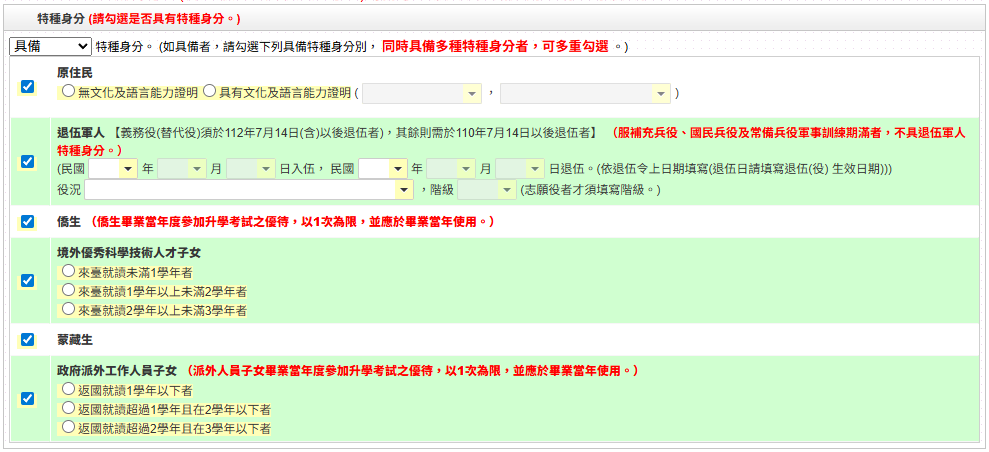 特種身分 (請勾選是否具有特種身分。)
具備 特種身分。 (如具備者，請勾選下列具備特種身分別， 同時具備多種特種身分者，可多重勾選 。)
原住民
無文化及語言能力證明 具有文化及語言能力證明 ( ， )
退伍軍人 【義務役(替代役)須於112年7月14日(含)以後退伍者)，其餘則需於110年7月14日以後退伍者】 （服補充兵役、國民兵役及常備兵役軍事訓練期滿者，不具退伍軍人
特種身分。）
(民國 年 月 日入伍， 民國 年 月 日退伍。(依退伍令上日期填寫(退伍日請填寫退伍(役) 生效日期)))
役況 ，階級 (志願役者才須填寫階級。)
僑生 （僑生畢業當年度參加升學考試之優待，以1次為限，並應於畢業當年使用。）
境外優秀科學技術人才子女
來臺就讀未滿1學年者
來臺就讀1學年以上未滿2學年者
來臺就讀2學年以上未滿3學年者
蒙藏生
政府派外工作人員子女 （派外人員子女畢業當年度參加升學考試之優待，以1次為限，並應於畢業當年使用。）
返國就讀1學年以下者
返國就讀超過1學年且在2學年以下者
返國就讀超過2學年且在3學年以下者